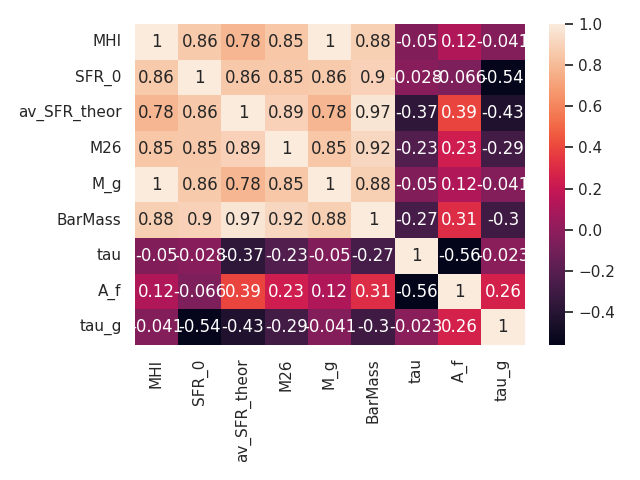 MHI 1 0.86 0.78 0.85 1 0.88 -0.05 0.12 -0.041
SFR_0 0.86 1 0.86 0.85 0.86 0.9 -0.028 -0.066 -0.54
av_SFR_theor 0.78 0.86 1 0.89 0.78 0.97 -0.37 0.39 -0.43
M26 0.85 0.85 0.89 1 0.85 0.92 -0.23 0.23 -0.29
M_g 1 0.86 0.78 0.85 1 0.88 -0.05 0.12 -0.041
BarMass 0.88 0.9 0.97 0.92 0.88 1 -0.27 0.31 -0.3
tau -0.05 -0.028 -0.37 -0.23 -0.05 -0.27 1 -0.56 -0.023
A_f 0.12 -0.066 0.39 0.23 0.12 0.31 -0.56 1 0.26
tau_g -0.041 -0.54 -0.43 -0.29 -0.041 -0.3 -0.023 0.26 1
MHI SFR_0 av_SFR_theor M26 M_g BarMass tau A_f tau_g
1.0
0.8
0.6
0.4
0.2
0.0
−0.2
−0.4